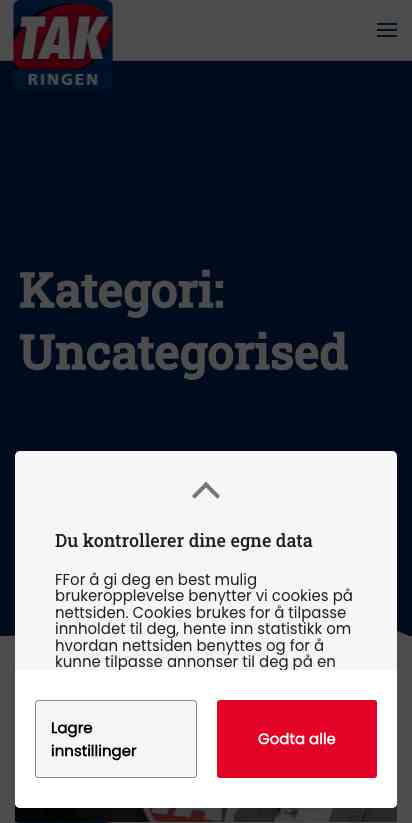 TAK
RINGEN
Kategori:
Uncategorised
Du kontrollerer dine egne data
FFor å gi deg en best mulig
brukeropplevelse benytter vi cookies på
nettsiden. Cookies brukes for å tilpasse
innholdet til deg, hente inn statistikk om
hvordan nettsiden benyttes og for å
kunne tilpasse annonser til deg på en
Lagre
innstillinger
Godta alle